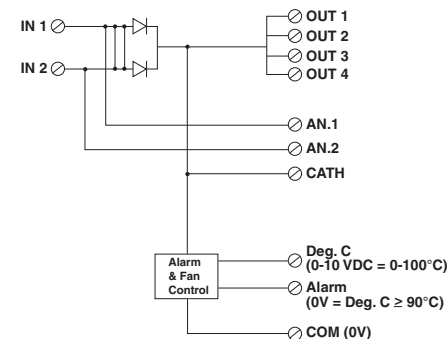 IN 1
IN 2
OUT 1
OUT 2
OUT 3
OUT 4
AN.1
AN.2
CATH
Alarm
& Fan
Control
Deg. C
(0-10 VDC = 0-100°C)
Alarm
(0V = Deg. C ≥ 90°C)
COM (0V)